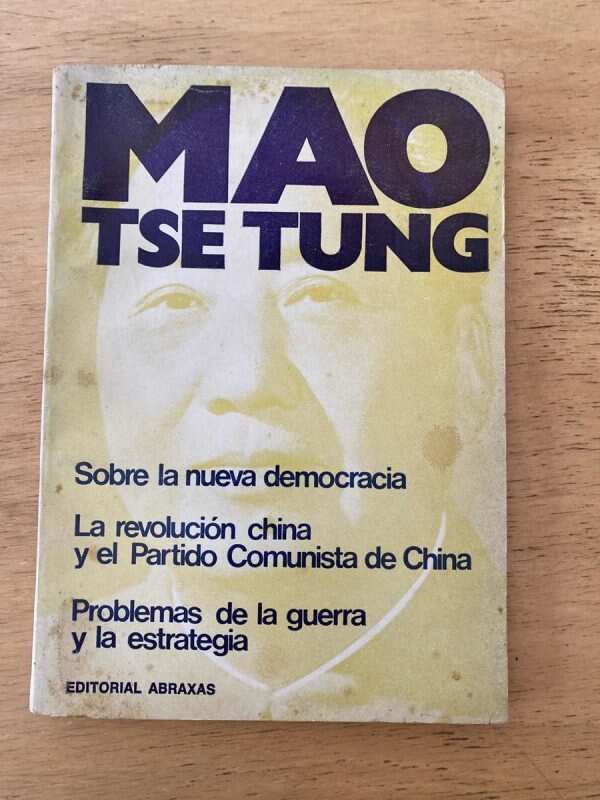 MAO
TSE TUNG
Sobre la nueva democracia
La revolución china
y el Partido Comunista de China
Problemas de la guerra
y la estrategia
EDITORIAL ABRAXAS